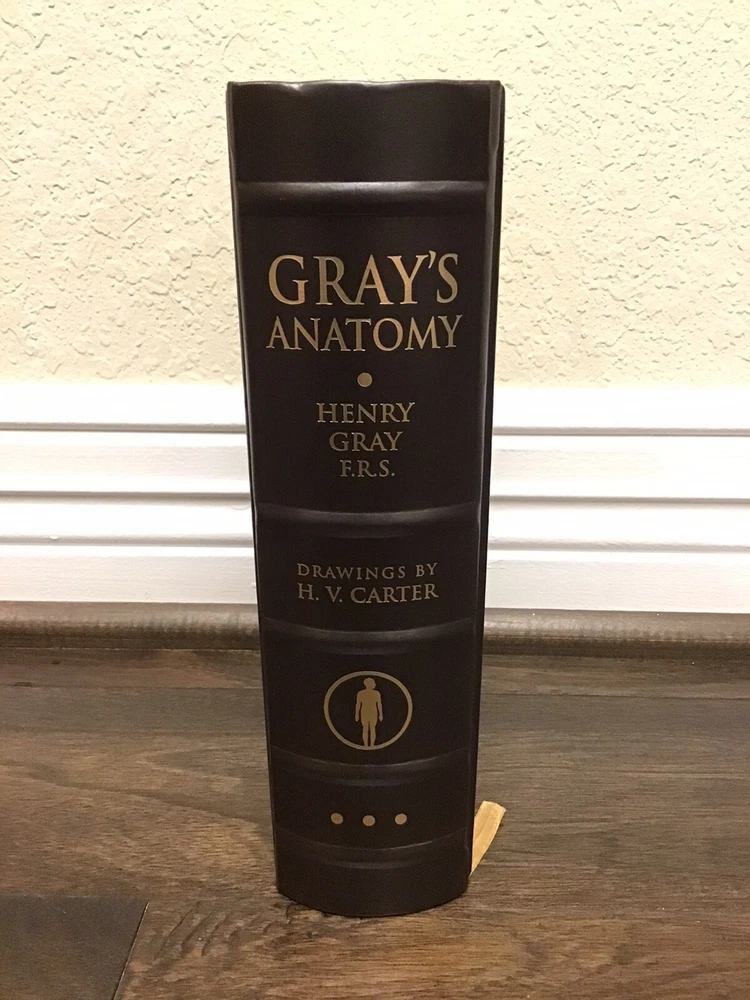 GRAY'S
ANATOMY
HENRY
GRAY
F.R.S.
DRAWINGS BY
H. V. CARTER